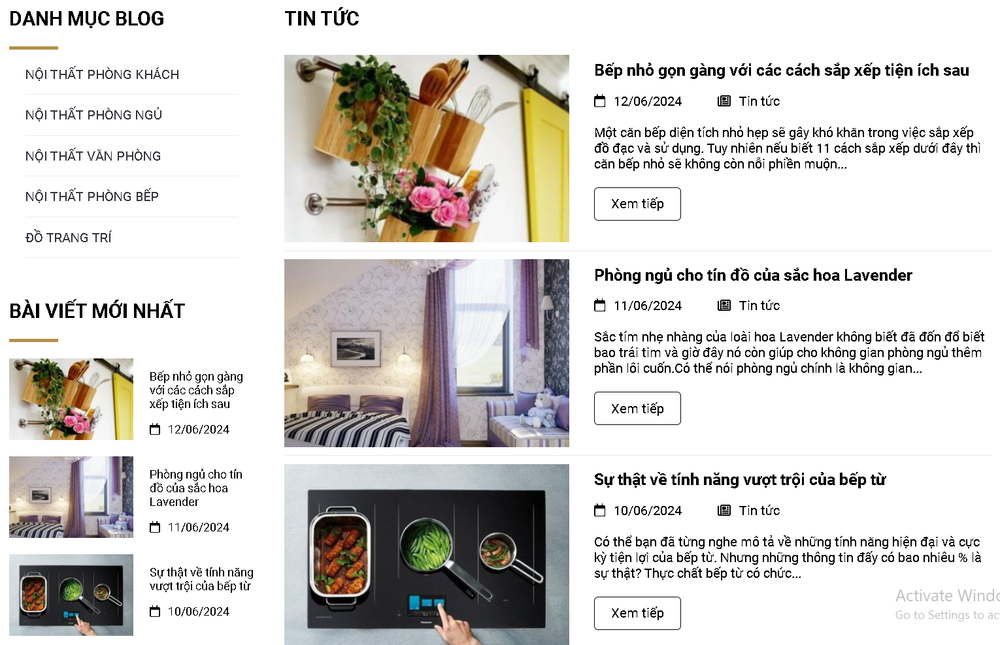 DANH MỤC BLOG
NỘI THẤT PHÒNG KHÁCH
NỘI THẤT PHÒNG NGỦ
NỘI THẤT VĂN PHÒNG
NỘI THẤT PHÒNG BẾP
ĐỒ TRANG TRÍ
BÀI VIẾT MỚI NHẤT
Bếp nhỏ gọn gàng
với các cách sắp
xếp tiện ích sau
12/06/2024
Phòng ngủ cho tín
đồ của sắc hoa
Lavender
11/06/2024
Sự thật về tính năng
vượt trội của bếp từ
10/06/2024
TIN TỨC
Bếp nhỏ gọn gàng với các cách sắp xếp tiện ích sau
12/06/2024 Tin tức
Một căn bếp diện tích nhỏ hẹp sẽ gây khó khăn trong việc sắp xếp
đồ đạc và sử dụng. Tuy nhiên nếu biết 11 cách sắp xếp dưới đây thì
căn bếp nhỏ sẽ không còn nỗi phiền muộn...
Xem tiếp
Phòng ngủ cho tín đồ của sắc hoa Lavender
11/06/2024 Tin tức
Sắc tím nhẹ nhàng của loài hoa Lavender không biết đã đốn đổ biết
bao trái tim và giờ đây nó còn giúp cho không gian phòng ngủ thêm
phần lôi cuốn.Có thể nói phòng ngủ chính là không gian...
Xem tiếp
Sự thật về tính năng vượt trội của bếp từ
10/06/2024 Tin tức
Có thể bạn đã từng nghe mô tả về những tính năng hiện đại và cực
kỳ tiện lợi của bếp từ. Nhưng những thông tin đấy có bao nhiêu % là
sự thật? Thực chất bếp từ có chức...
Xem tiếp
Activate Windo
Go to Settings to act